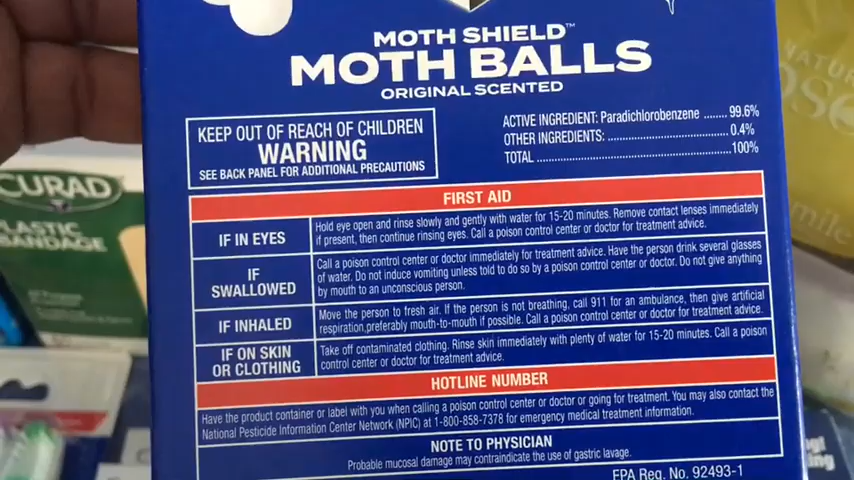 MOTH SHIELD™
MOTH BALLS
ORIGINAL SCENTED
KEEP OUT OF REACH OF CHILDREN
WARNING
SEE BACK PANEL FOR ADDITIONAL PRECAUTIONS
ACTIVE INGREDIENT: Paradichlorobenzene ....... 99.6%
OTHER INGREDIENTS: ................................ 0.4%
TOTAL ................................................ 100%
FIRST AID
IF IN EYES
Hold eye open and rinse slowly and gently with water for 15-20 minutes. Remove contact lenses immediately
if present, then continue rinsing eyes. Call a poison control center or doctor for treatment advice.
IF
SWALLOWED
Call a poison control center or doctor immediately for treatment advice. Have the person drink several glasses
of water. Do not induce vomiting unless told to do so by a poison control center or doctor. Do not give anything
by mouth to an unconscious person.
IF INHALED
Move the person to fresh air. If the person is not breathing, call 911 for an ambulance, then give artificial
respiration,preferably mouth-to-mouth if possible. Call a poison control center or doctor for treatment advice.
IF ON SKIN
OR CLOTHING
Take off contaminated clothing. Rinse skin immediately with plenty of water for 15-20 minutes. Call a poison
control center or doctor for treatment advice.
HOTLINE NUMBER
Have the product container or label with you when calling a poison control center or doctor or going for treatment. You may also contact the
National Pesticide Information Center Network (NPIC) at 1-800-858-7378 for emergency medical treatment information.
NOTE TO PHYSICIAN
Probable mucosal damage may contraindicate the use of gastric lavage.
EPA Reg. No. 92493-1
CURAD
PLASTIC
BANDAGE
NATUR
mile